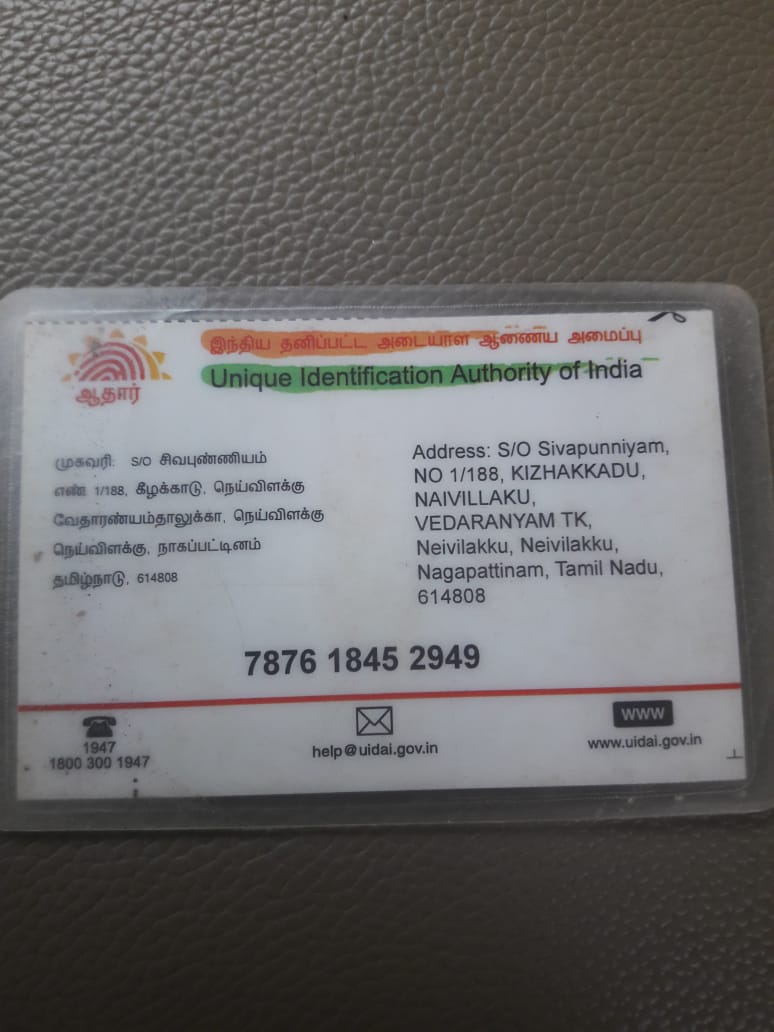 இந்திய தனிப்பட்ட அடையாள ஆணைய அமைப்பு
Unique Identification Authority of India
ஆதார்
முகவரி: S/O சிவபுண்ணியம்
எண் 1/188, கீழக்காடு, நெய்விளக்கு
வேதாரண்யம்தாலுக்கா, நெய்விளக்கு
நெய்விளக்கு, நாகப்பட்டினம்
தமிழ்நாடு, 614808
Address: S/O Sivapunniyam,
NO 1/188, KIZHAKKADU,
NAIVILLAKU,
VEDARANYAM TK,
Neivilakku, Neivilakku,
Nagapattinam, Tamil Nadu,
614808
7876 1845 2949
1947
1800 300 1947
help@uidai.gov.in
WWW
www.uidai.gov.in